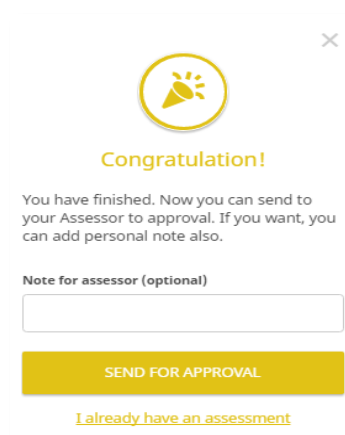 Congratulation!
You have finished. Now you can send to
your Assessor to approval. If you want, you
can add personal note also.
Note for assessor (optional)
SEND FOR APPROVAL
I already have an assessment